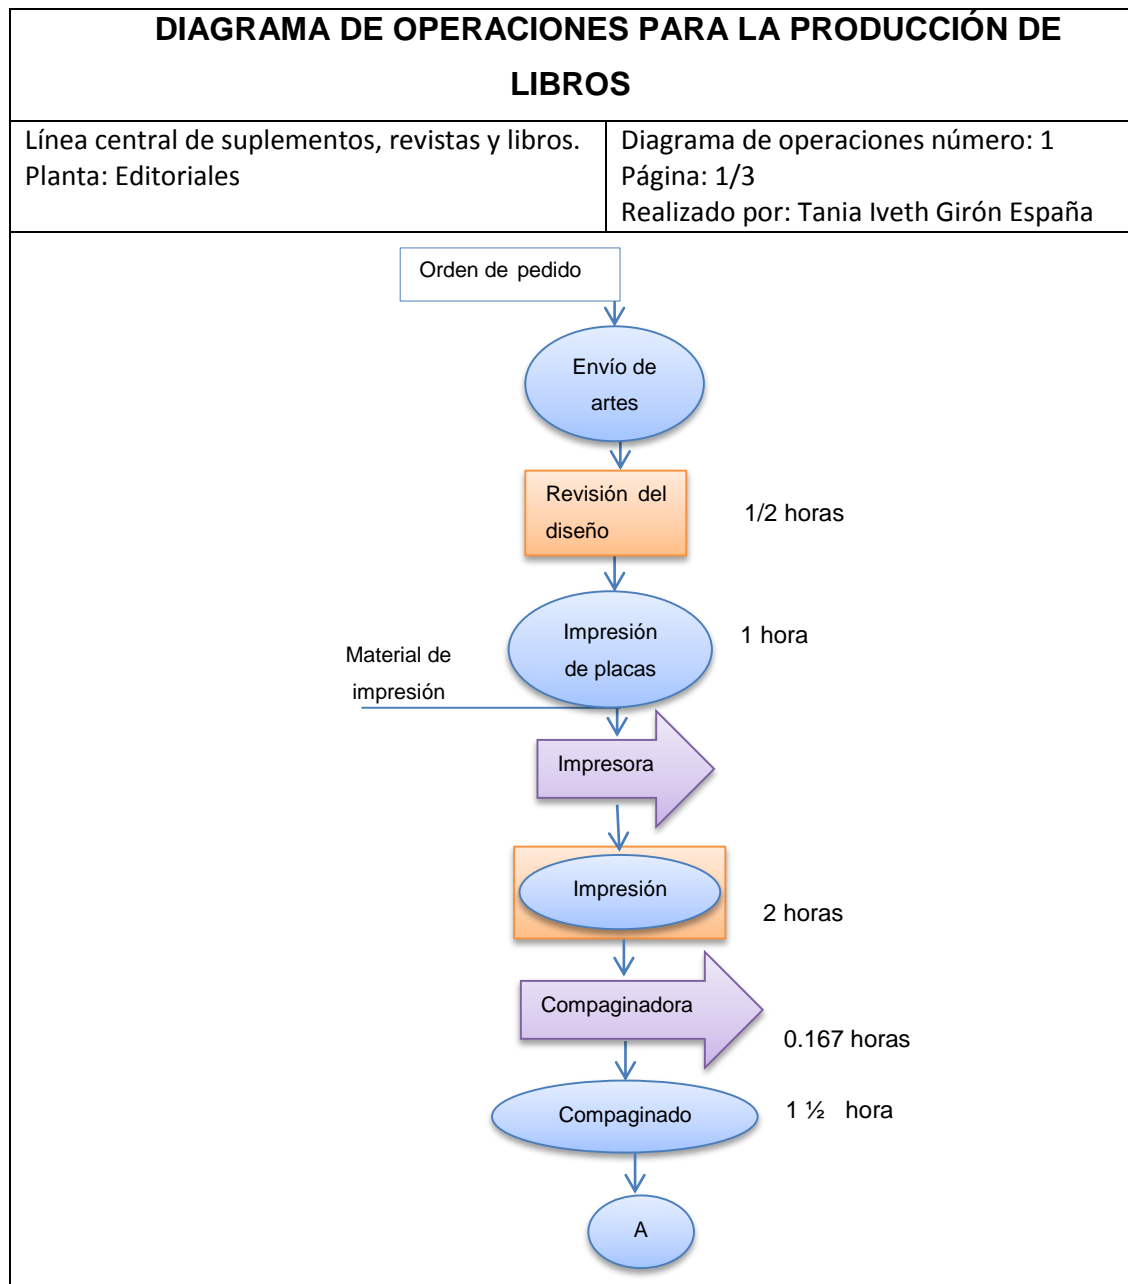 DIAGRAMA DE OPERACIONES PARA LA PRODUCCIÓN DE
LIBROS
Línea central de suplementos, revistas y libros.
Planta: Editoriales
Diagrama de operaciones número: 1
Página: 1/3
Realizado por: Tania Iveth Girón España
Orden de pedido
Envío de
artes
Revisión del
diseño
1/2 horas
Impresión
de placas
1 hora
Material de
impresión
Impresora
Impresión
2 horas
Compaginadora
0.167 horas
Compaginado
1 ½ hora
A